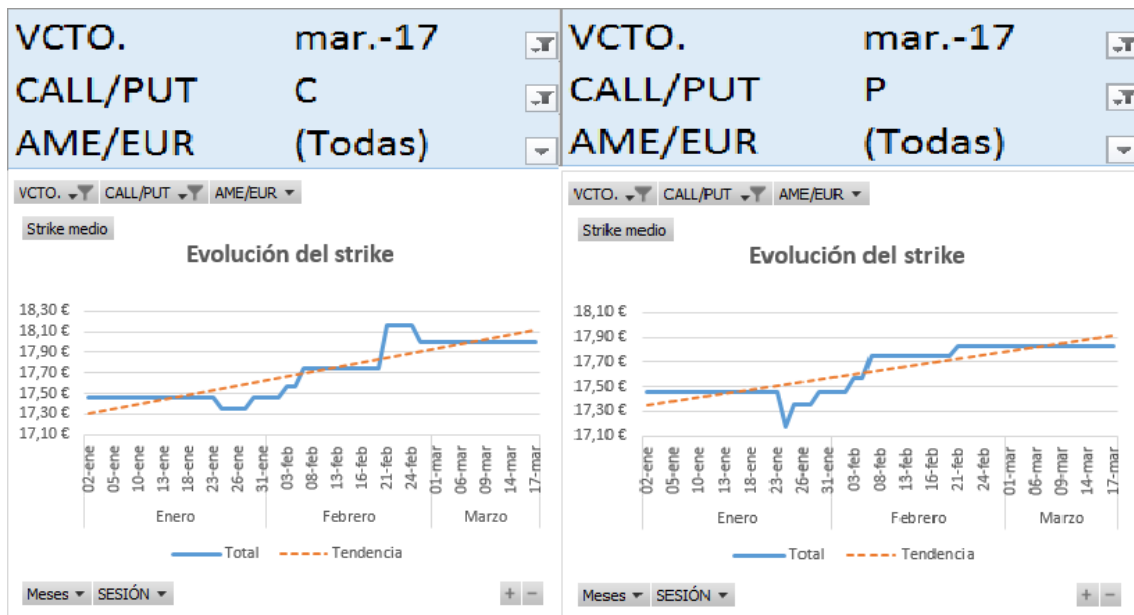 VCTO. mar.-17
CALL/PUT C
AME/EUR (Todas)
VCTO. CALL/PUT AME/EUR
Strike medio
Evolución del strike
18,30 €
18,10 €
17,90 €
17,70 €
17,50 €
17,30 €
17,10 €
02-ene 05-ene 10-ene 13-ene 18-ene 23-ene 26-ene 31-ene 03-feb 08-feb 13-feb 16-feb 21-feb 24-feb 01-mar 06-mar 09-mar 14-mar 17-mar
Enero Febrero Marzo
Total Tendencia
Meses SESIÓN + −
VCTO. mar.-17
CALL/PUT P
AME/EUR (Todas)
VCTO. CALL/PUT AME/EUR
Strike medio
Evolución del strike
18,10 €
17,90 €
17,70 €
17,50 €
17,30 €
17,10 €
02-ene 05-ene 10-ene 13-ene 18-ene 23-ene 26-ene 31-ene 03-feb 08-feb 13-feb 16-feb 21-feb 24-feb 01-mar 06-mar 09-mar 14-mar 17-mar
Enero Febrero Marzo
Total Tendencia
Meses SESIÓN + −